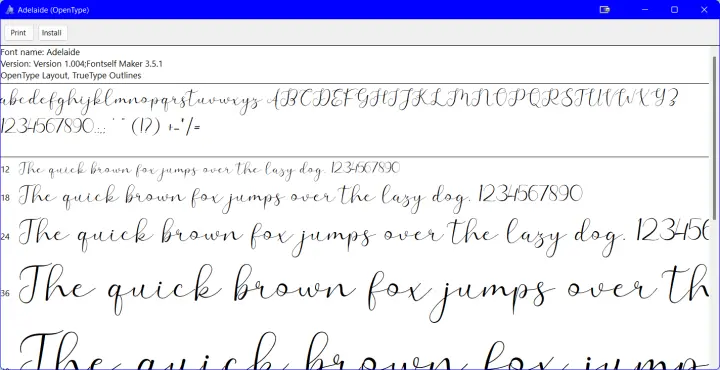 Adelaide (OpenType)
Print Install
Font name: Adelaide
Version: Version 1.004;Fontself Maker 3.5.1
OpenType Layout, TrueType Outlines
abcdefghijklmnopqrstuvwxyz ABCDEFGHIJKLMNOPQRSTUVWXYZ
1234567890.:,; ' " (!?) +-*/=
12 The quick brown fox jumps over the lazy dog. 1234567890
18 The quick brown fox jumps over the lazy dog. 1234567890
24 The quick brown fox jumps over the lazy dog. 123456
36 The quick brown fox jumps over th
The quick brown fox jump